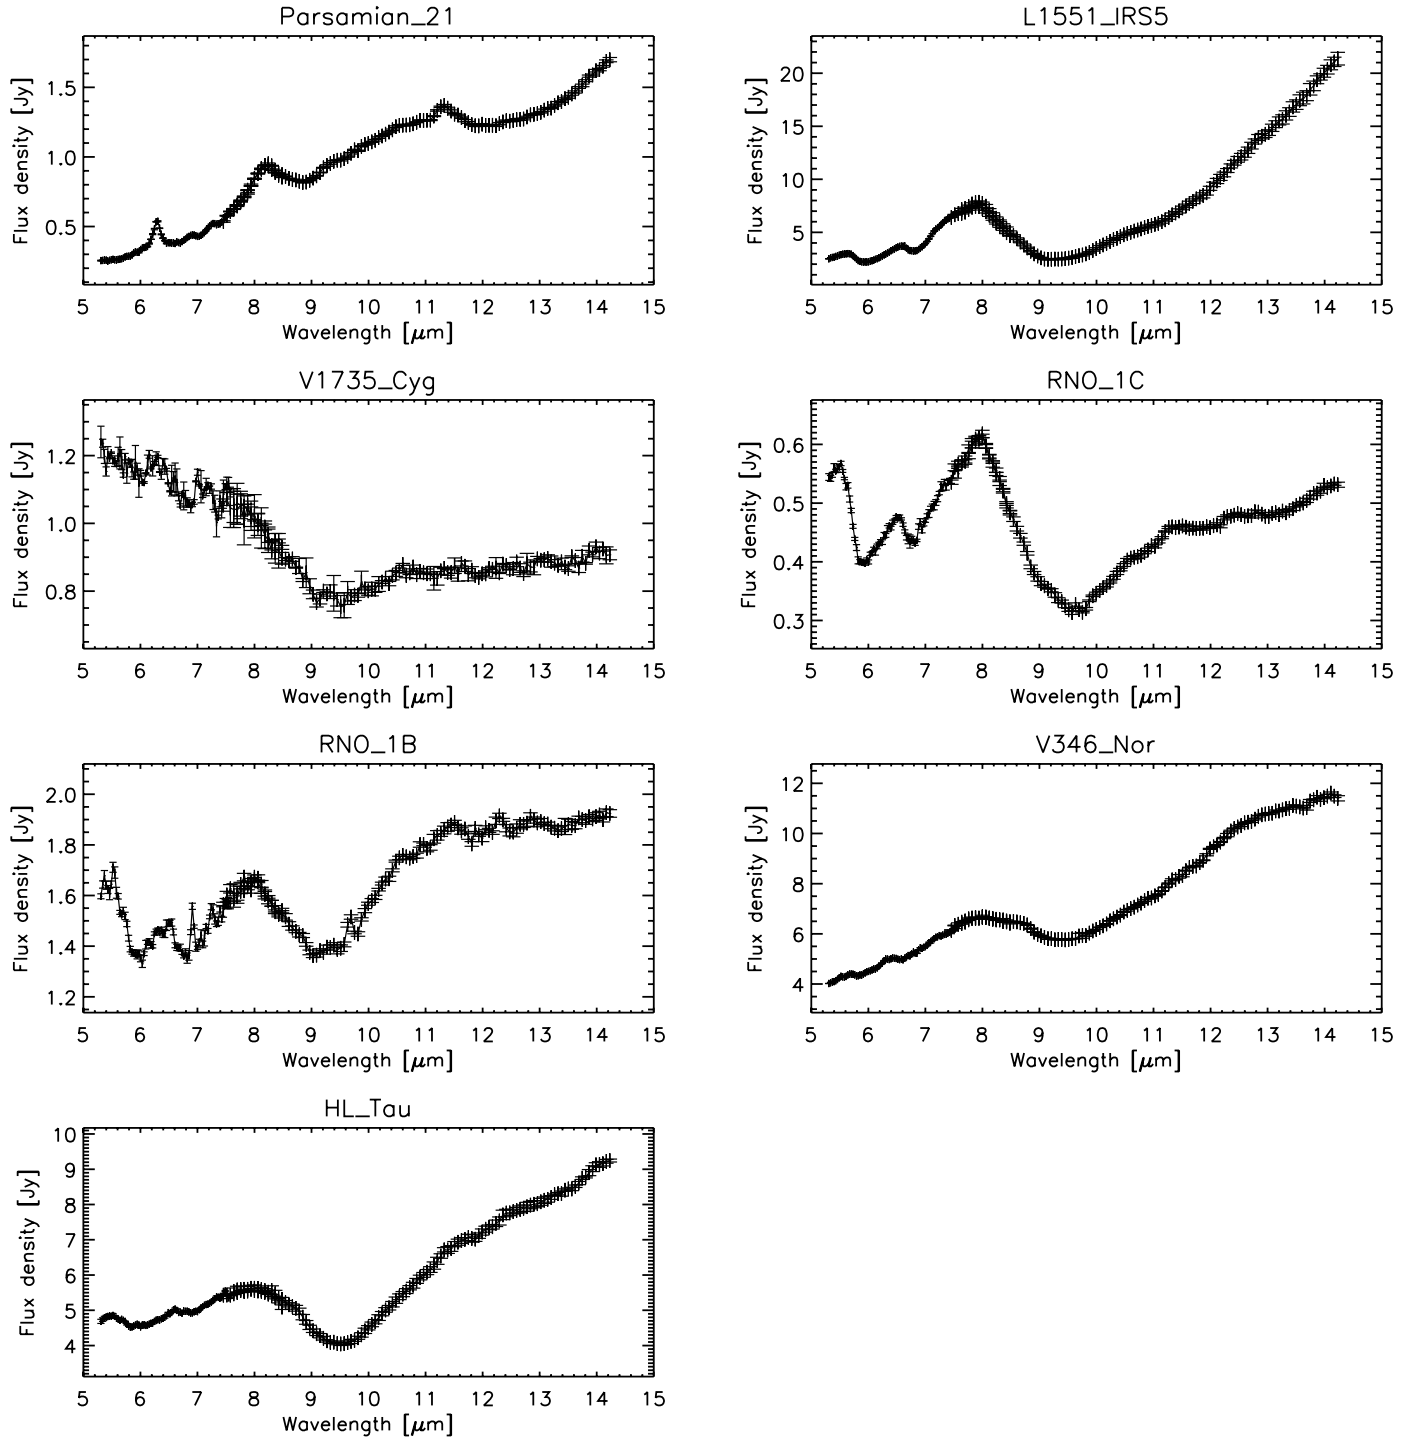 Parsamian_21
Flux density [Jy]
1.5
1.0
0.5
5 6 7 8 9 10 11 12 13 14 15
Wavelength [μm]
L1551_IRS5
Flux density [Jy]
20
15
10
5
5 6 7 8 9 10 11 12 13 14 15
Wavelength [μm]
V1735_Cyg
Flux density [Jy]
1.2
1.0
0.8
5 6 7 8 9 10 11 12 13 14 15
Wavelength [μm]
RNO_1C
Flux density [Jy]
0.6
0.5
0.4
0.3
5 6 7 8 9 10 11 12 13 14 15
Wavelength [μm]
RNO_1B
Flux density [Jy]
2.0
1.8
1.6
1.4
1.2
5 6 7 8 9 10 11 12 13 14 15
Wavelength [μm]
V346_Nor
Flux density [Jy]
12
10
8
6
4
5 6 7 8 9 10 11 12 13 14 15
Wavelength [μm]
HL_Tau
Flux density [Jy]
10
9
8
7
6
5
4
5 6 7 8 9 10 11 12 13 14 15
Wavelength [μm]